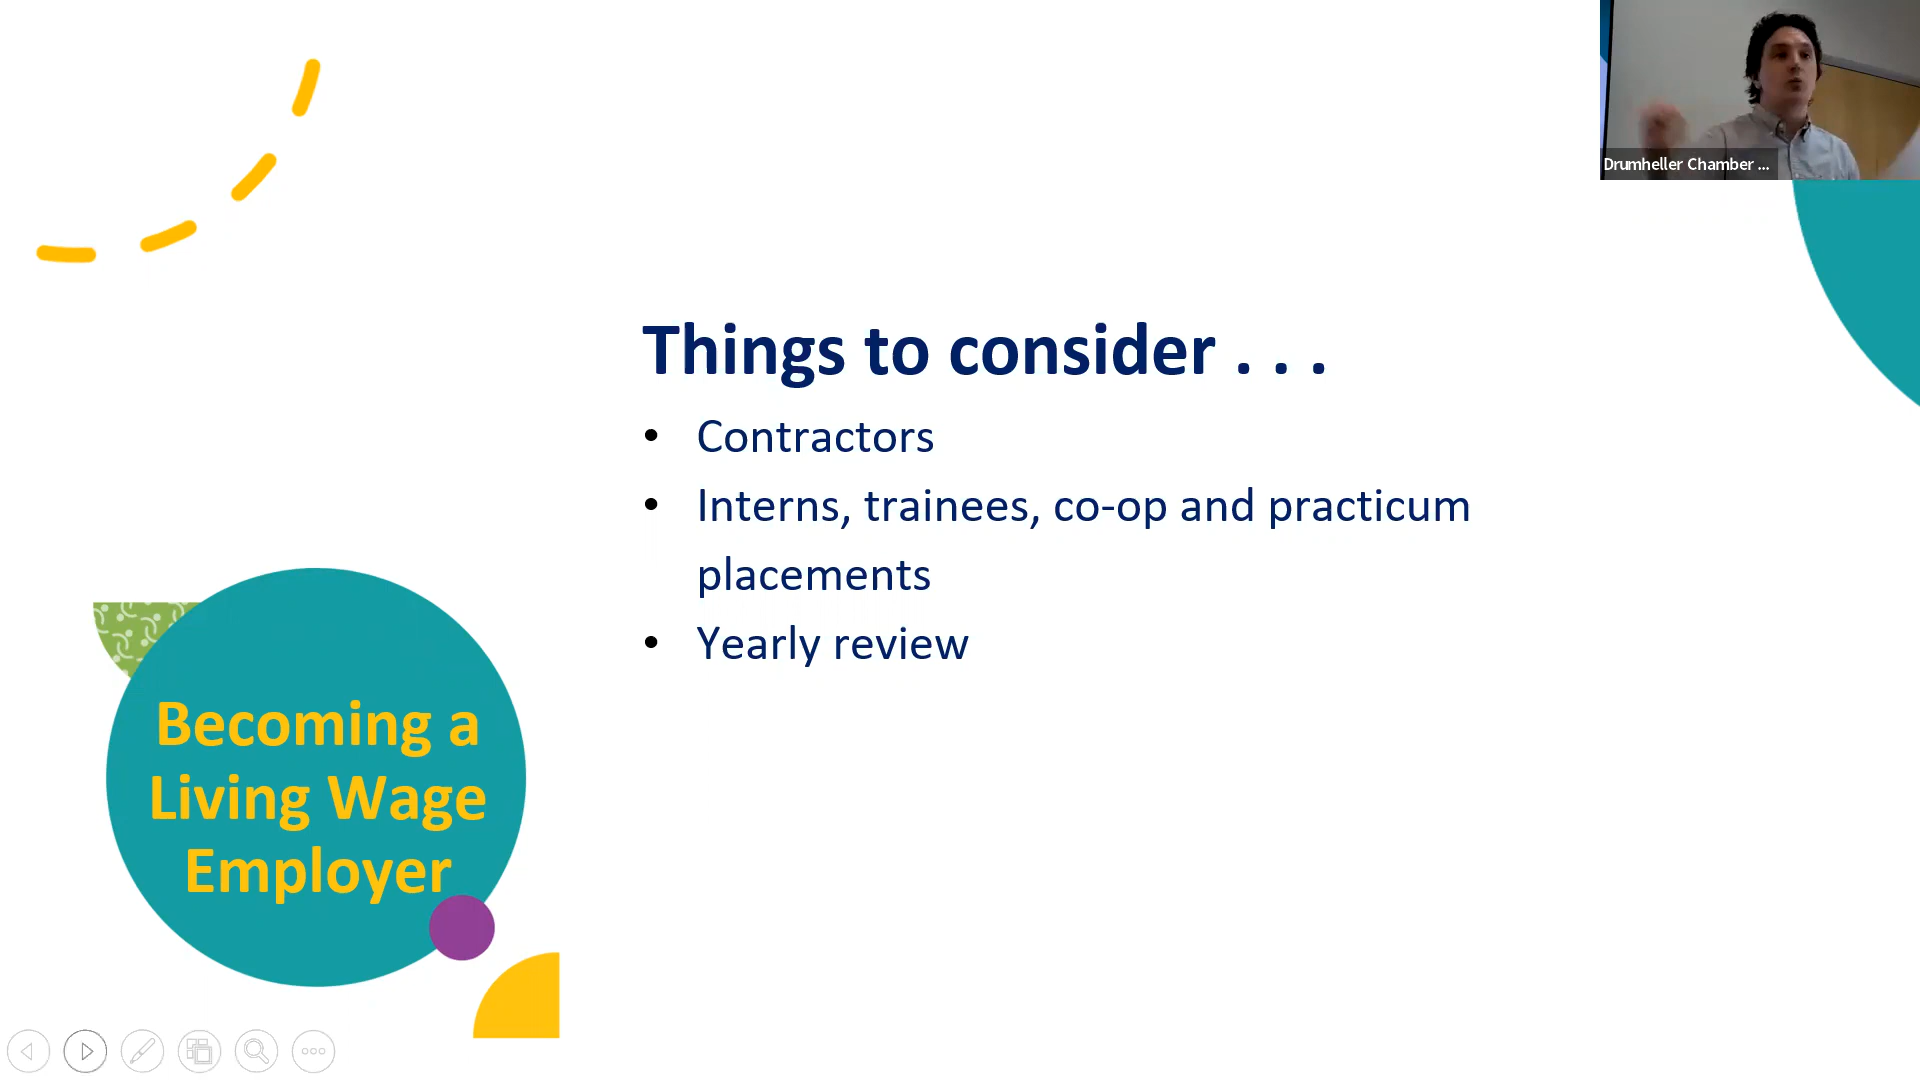 Drumheller Chamber ...
Things to consider . . .
• Contractors
• Interns, trainees, co-op and practicum
placements
• Yearly review
Becoming a
Living Wage
Employer